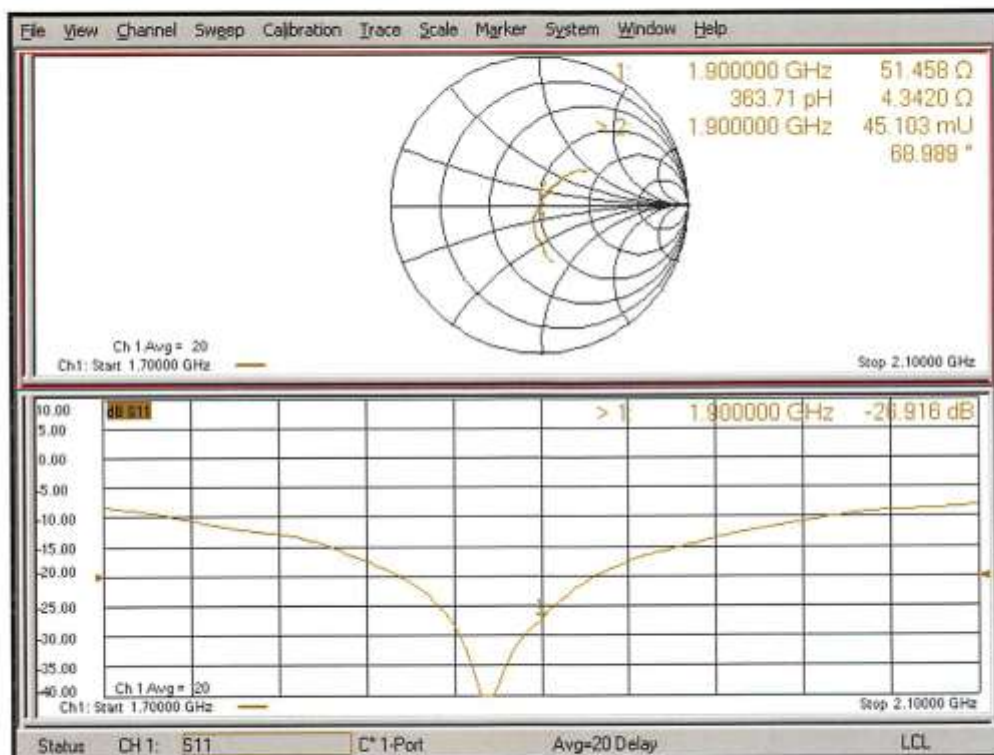 File View Channel Sweep Calibration Trace Scale Marker System Window Help
1: 1.900000 GHz 51.458 Ω
363.71 pH 4.3420 Ω
> 2: 1.900000 GHz 45.103 mU
68.989 °
Ch 1 Avg = 20
Ch1: Start 1.70000 GHz
Stop 2.10000 GHz
10.00 dB S11 > 1: 1.900000 GHz -26.916 dB
5.00
0.00
-5.00
-10.00
-15.00
-20.00
-25.00
1
-30.00
-35.00
-40.00
Ch 1 Avg = 20
Ch1: Start 1.70000 GHz
Stop 2.10000 GHz
Status CH 1: S11 C* 1-Port Avg=20 Delay LCL